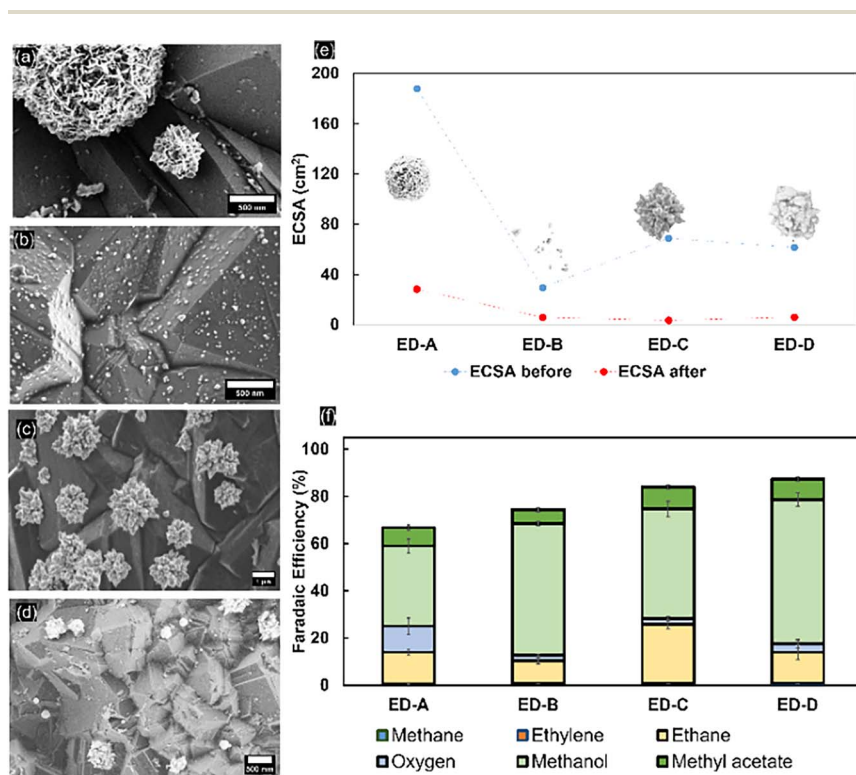 (a)
500 nm
(b)
500 nm
(c)
1 µm
(d)
500 nm
(e)
200
160
120
80
40
0
ECSA (cm²)
ED-A ED-B ED-C ED-D
ECSA before ECSA after
(f)
100
80
60
40
20
0
Faradaic Efficiency (%)
ED-A ED-B ED-C ED-D
Methane Ethylene Ethane
Oxygen Methanol Methyl acetate